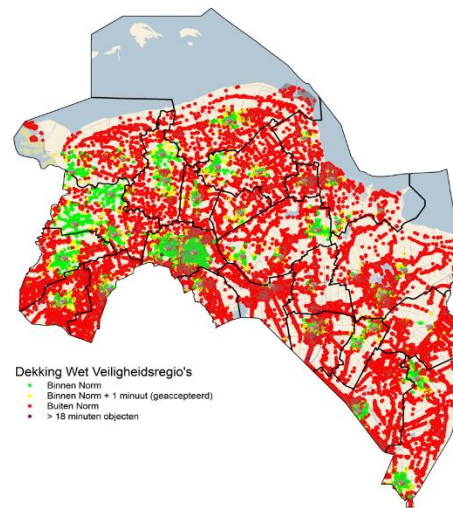 Dekking Wet Veiligheidsregio's
Binnen Norm
Binnen Norm + 1 minuut (geaccepteerd)
Buiten Norm
> 18 minuten objecten